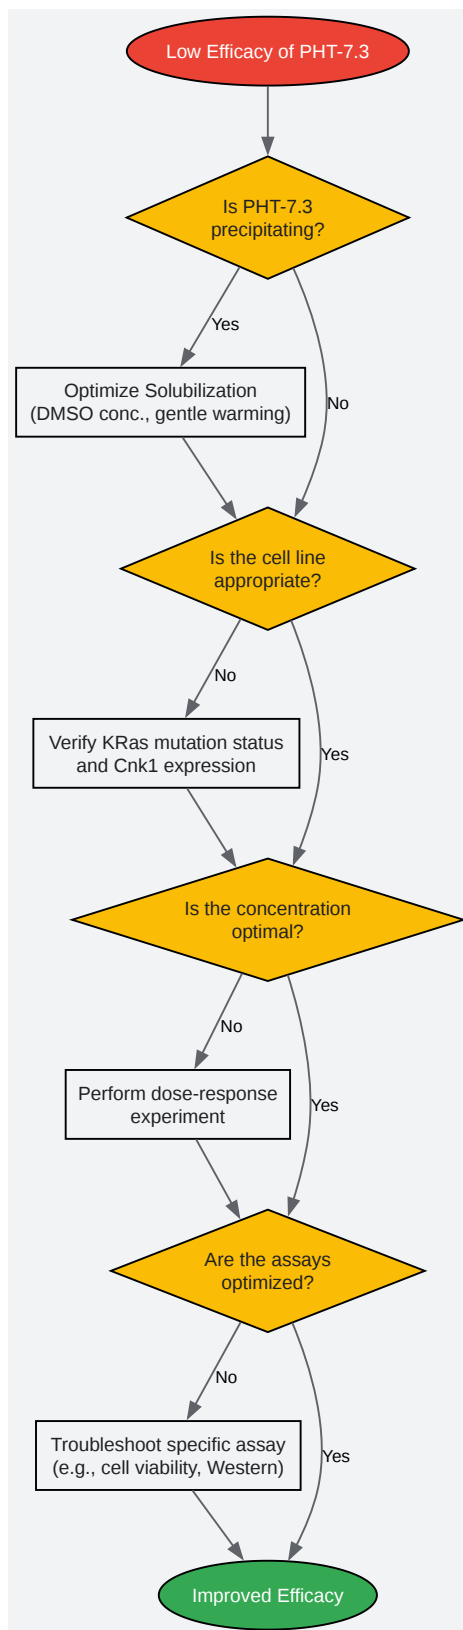 Low Efficacy of PHT-7.3
Is PHT-7.3
precipitating?
Yes
Optimize Solubilization
(DMSO conc., gentle warming)
No
Is the cell line
appropriate?
No
Verify KRas mutation status
and Cnk1 expression
Yes
Is the concentration
optimal?
No
Perform dose-response
experiment
Yes
Are the assays
optimized?
No
Troubleshoot specific assay
(e.g., cell viability, Western)
Yes
Improved Efficacy